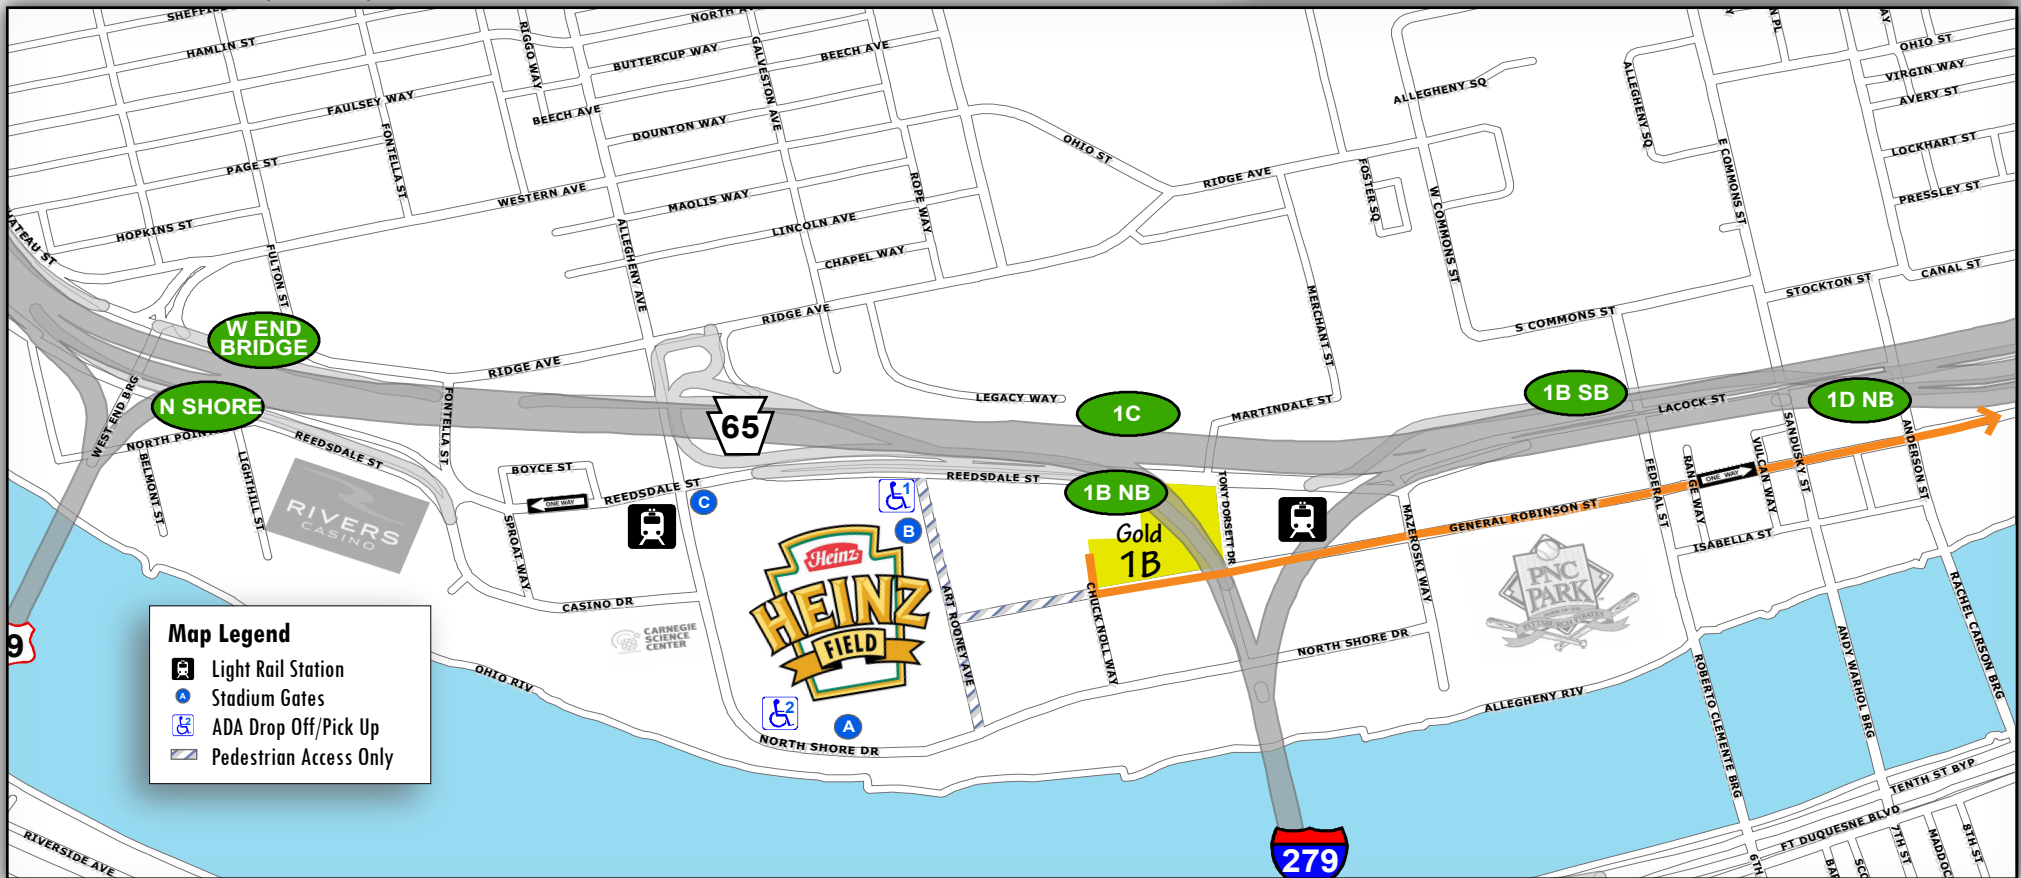 HAMLIN ST
FAULSEY WAY
PAGE ST
HOPKINS ST
FONTELLA ST
FULTON ST
WESTERN AVE
RIGGO WAY
BEECH AVE
BUTTERCUP WAY
GALVESTON AVE
BEECH AVE
DOUNTON WAY
MAOLIS WAY
LINCOLN AVE
CHAPEL WAY
ROPE WAY
ALLEGHENY AVE
RIDGE AVE
RIDGE AVE
OHIO ST
RIDGE AVE
LEGACY WAY
MERCHANT ST
MARTINDALE ST
FOSTER SQ
ALLEGHENY SQ
W COMMONS ST
ALLEGHENY SQ
E COMMONS ST
S COMMONS ST
STOCKTON ST
CANAL ST
OHIO ST
VIRGIN WAY
AVERY ST
LOCKHART ST
PRESSLEY ST
W END
BRIDGE
N SHORE
65
1C
1B NB
1B SB
1D NB
LACOCK ST
WEST END BRG
BELMONT ST
LIGHTHILL ST
REEDSDALE ST
FONTELLA ST
BOYCE ST
ONE WAY
REEDSDALE ST
REEDSDALE ST
SPROAT WAY
CASINO DR
RIVERS
CASINO
CARNEGIE
SCIENCE
CENTER
C
1
B
Heinz
HEINZ
FIELD
2
A
ART ROONEY AVE
NORTH SHORE DR
Gold
1B
TONY DORSETT DR
CHUCK NOLL WAY
GENERAL ROBINSON ST
MAZEROSKI WAY
NORTH SHORE DR
PNC
PARK
HOME OF THE
PITTSBURGH PIRATES
FEDERAL ST
RANGE WAY
ONE WAY
VULCAN WAY
SANDUSKY ST
ANDERSON ST
ISABELLA ST
OHIO RIV
ALLEGHENY RIV
ROBERTO CLEMENTE BRG
ANDY WARHOL BRG
RACHEL CARSON BRG
TENTH ST BYP
FT DUQUESNE BLVD
7TH ST
8TH ST
279
RIVERSIDE AVE
Map Legend
Light Rail Station
A
Stadium Gates
2
ADA Drop Off/Pick Up
Pedestrian Access Only